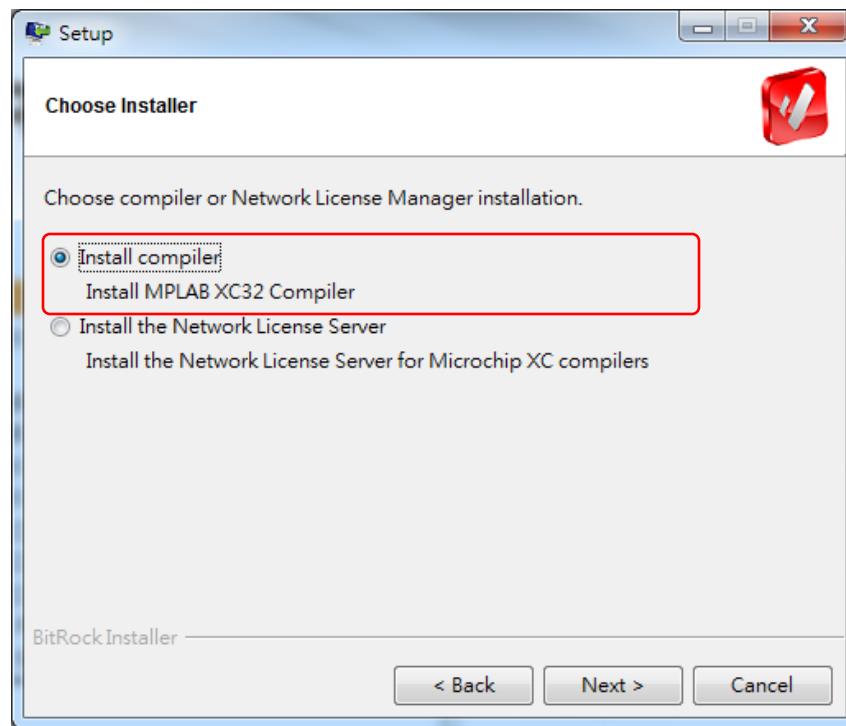 Setup
Choose Installer
Choose compiler or Network License Manager installation.
Install compiler
Install MPLAB XC32 Compiler
Install the Network License Server
Install the Network License Server for Microchip XC compilers
BitRock Installer
< Back Next > Cancel